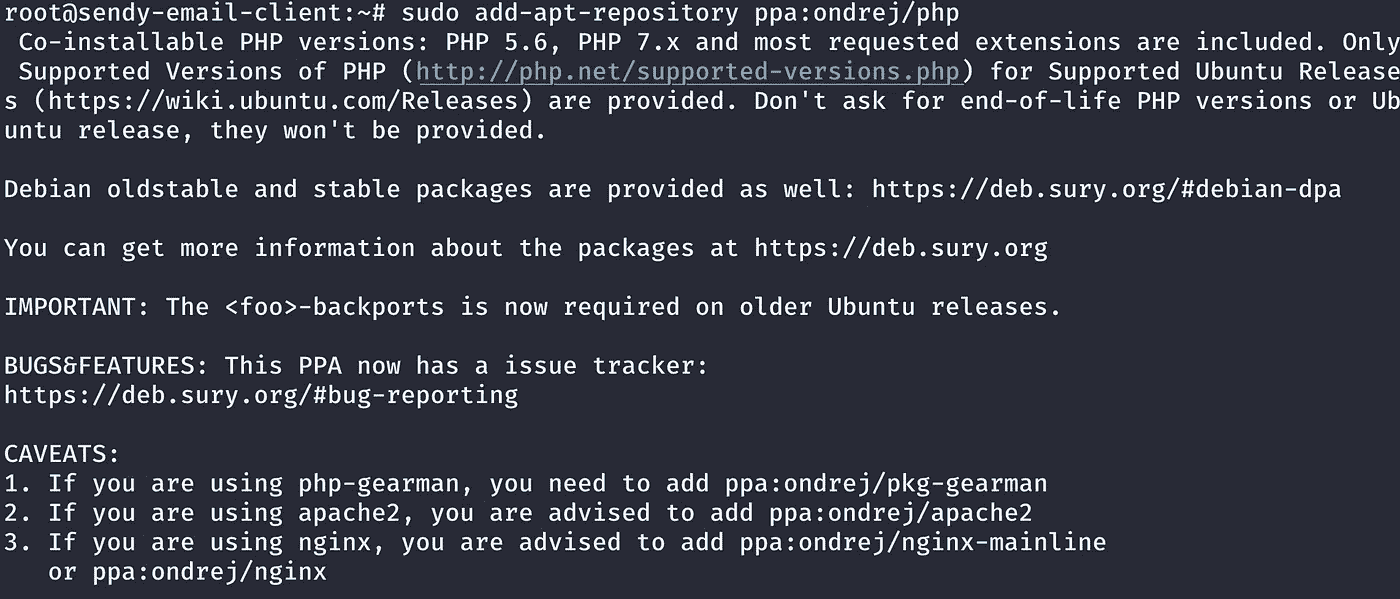 root@sendy-email-client:~# sudo add-apt-repository ppa:ondrej/php
Co-installable PHP versions: PHP 5.6, PHP 7.x and most requested extensions are included. Only
Supported Versions of PHP (http://php.net/supported-versions.php) for Supported Ubuntu Release
s (https://wiki.ubuntu.com/Releases) are provided. Don't ask for end-of-life PHP versions or Ub
untu release, they won't be provided.
Debian oldstable and stable packages are provided as well: https://deb.sury.org/#debian-dpa
You can get more information about the packages at https://deb.sury.org
IMPORTANT: The <foo>-backports is now required on older Ubuntu releases.
BUGS&FEATURES: This PPA now has a issue tracker:
https://deb.sury.org/#bug-reporting
CAVEATS:
1. If you are using php-gearman, you need to add ppa:ondrej/pkg-gearman
2. If you are using apache2, you are advised to add ppa:ondrej/apache2
3. If you are using nginx, you are advised to add ppa:ondrej/nginx-mainline
or ppa:ondrej/nginx